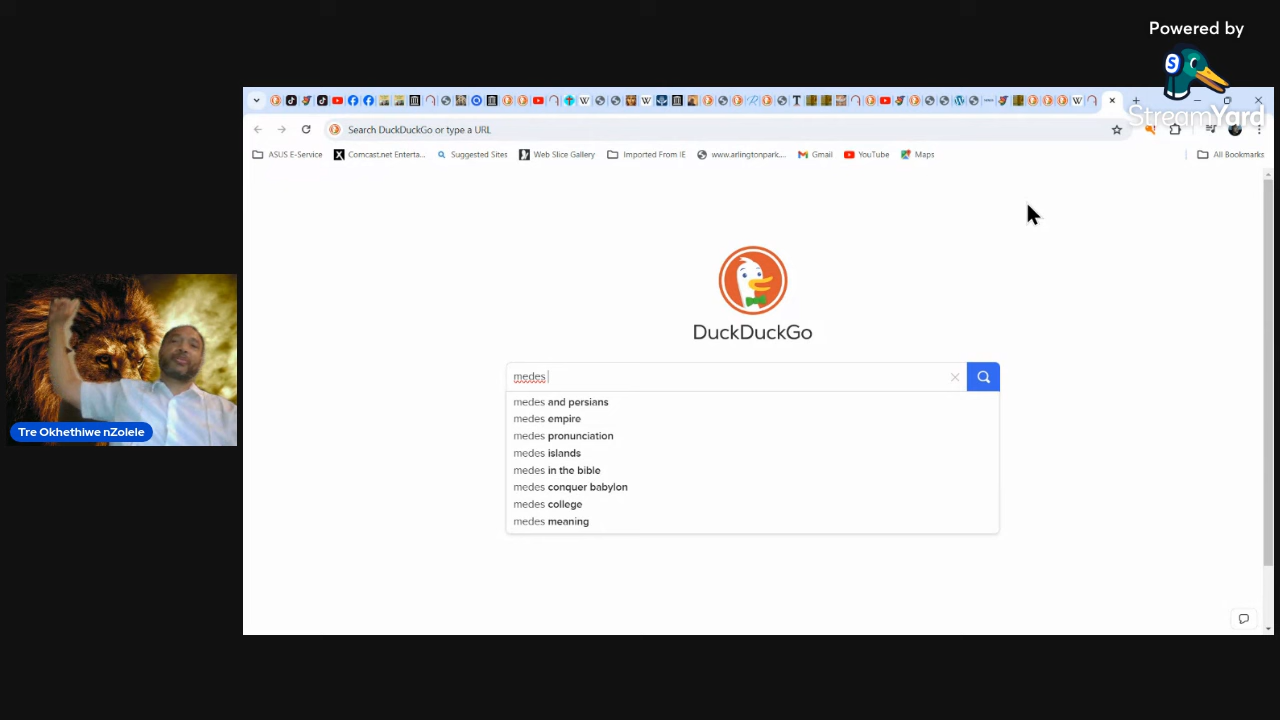 Powered by
S
StreamYard
Search DuckDuckGo or type a URL
ASUS E-Service
Comcast.net Enterta...
Suggested Sites
Web Slice Gallery
Imported From IE
www.arlingtonpark....
Gmail
YouTube
Maps
All Bookmarks
DuckDuckGo
medes
medes and persians
medes empire
medes pronunciation
medes islands
medes in the bible
medes conquer babylon
medes college
medes meaning
Tre Okhethiwe nZolele